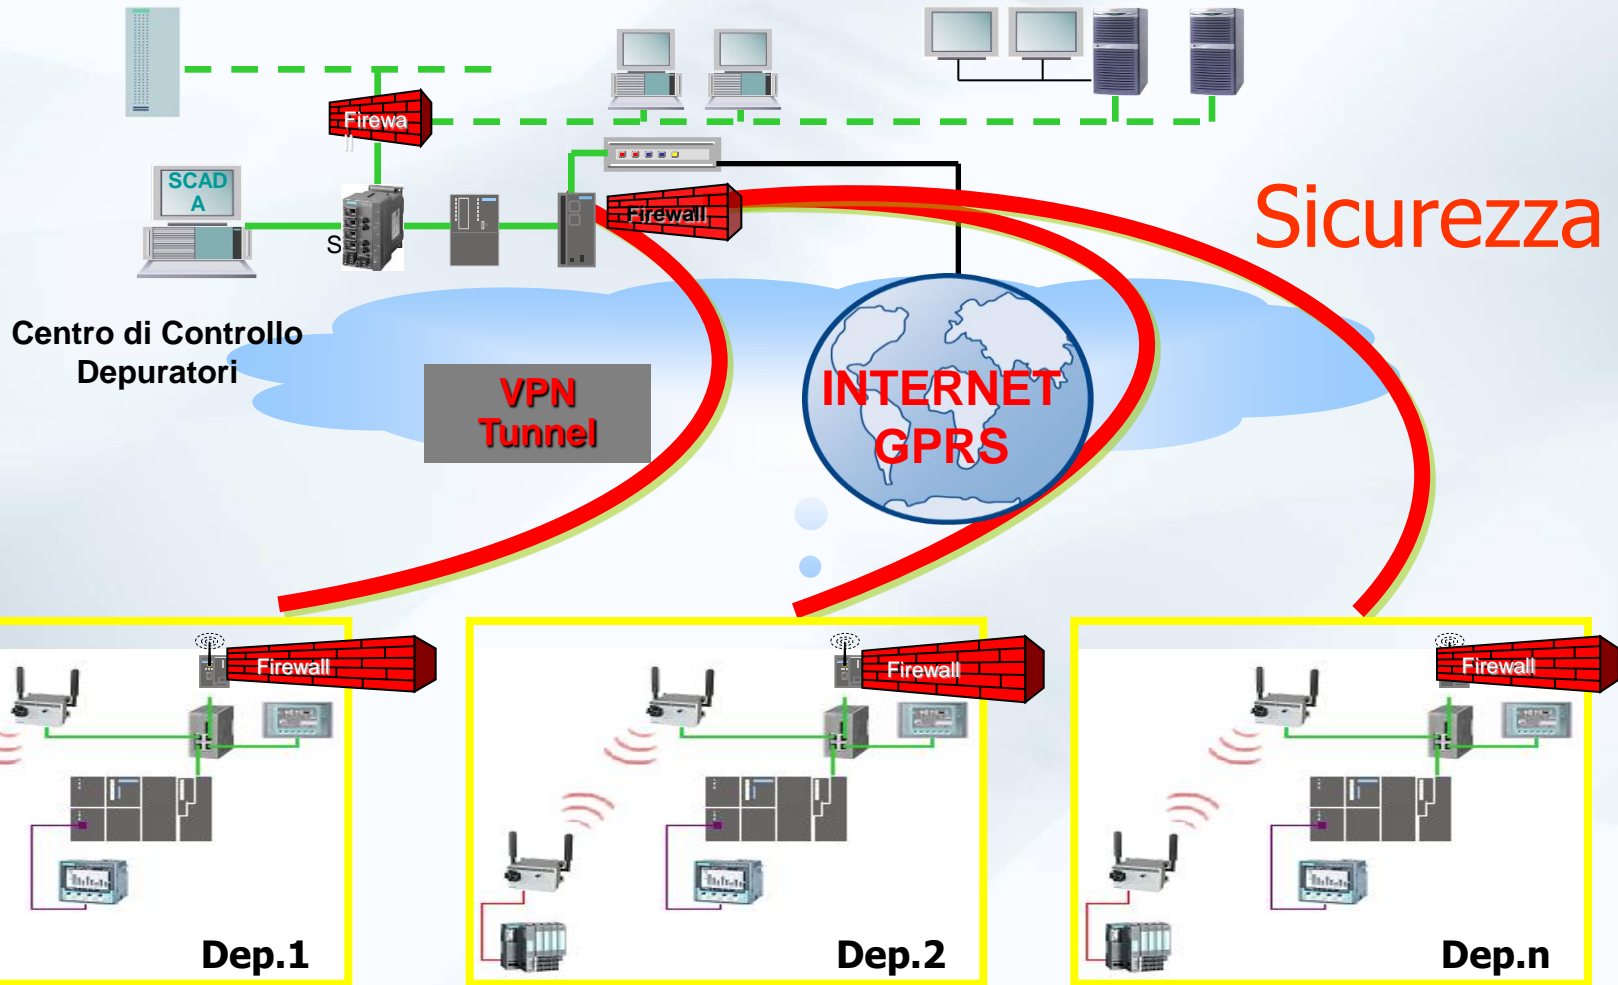 Firewa
ll
SCAD
A
S
Firewall
Sicurezza
Centro di Controllo
Depuratori
VPN
Tunnel
INTERNET
GPRS
Firewall
Firewall
Firewall
Dep.1
Dep.2
Dep.n